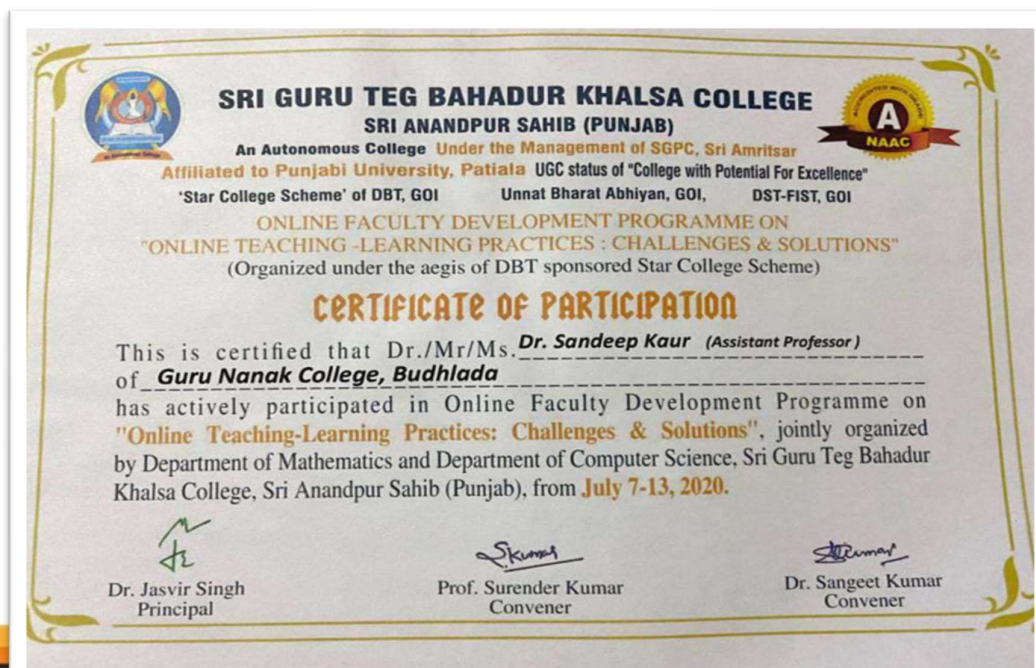 SRI GURU TEG BAHADUR KHALSA COLLEGE
SRI ANANDPUR SAHIB (PUNJAB)
An Autonomous College Under the Management of SGPC, Sri Amritsar
Affiliated to Punjabi University, Patiala UGC status of "College with Potential For Excellence"
'Star College Scheme' of DBT, GOI Unnat Bharat Abhiyan, GOI, DST-FIST, GOI
ACCREDITED WITH GRADE
A
NAAC
ONLINE FACULTY DEVELOPMENT PROGRAMME ON
"ONLINE TEACHING -LEARNING PRACTICES : CHALLENGES & SOLUTIONS"
(Organized under the aegis of DBT sponsored Star College Scheme)
CERTIFICATE OF PARTICIPATION
This is certified that Dr./Mr/Ms. Dr. Sandeep Kaur (Assistant Professor)
of Guru Nanak College, Budhlada
has actively participated in Online Faculty Development Programme on
"Online Teaching-Learning Practices: Challenges & Solutions", jointly organized
by Department of Mathematics and Department of Computer Science, Sri Guru Teg Bahadur
Khalsa College, Sri Anandpur Sahib (Punjab), from July 7-13, 2020.
SKumar
Dr. Jasvir Singh Prof. Surender Kumar Dr. Sangeet Kumar
Principal Convener Convener